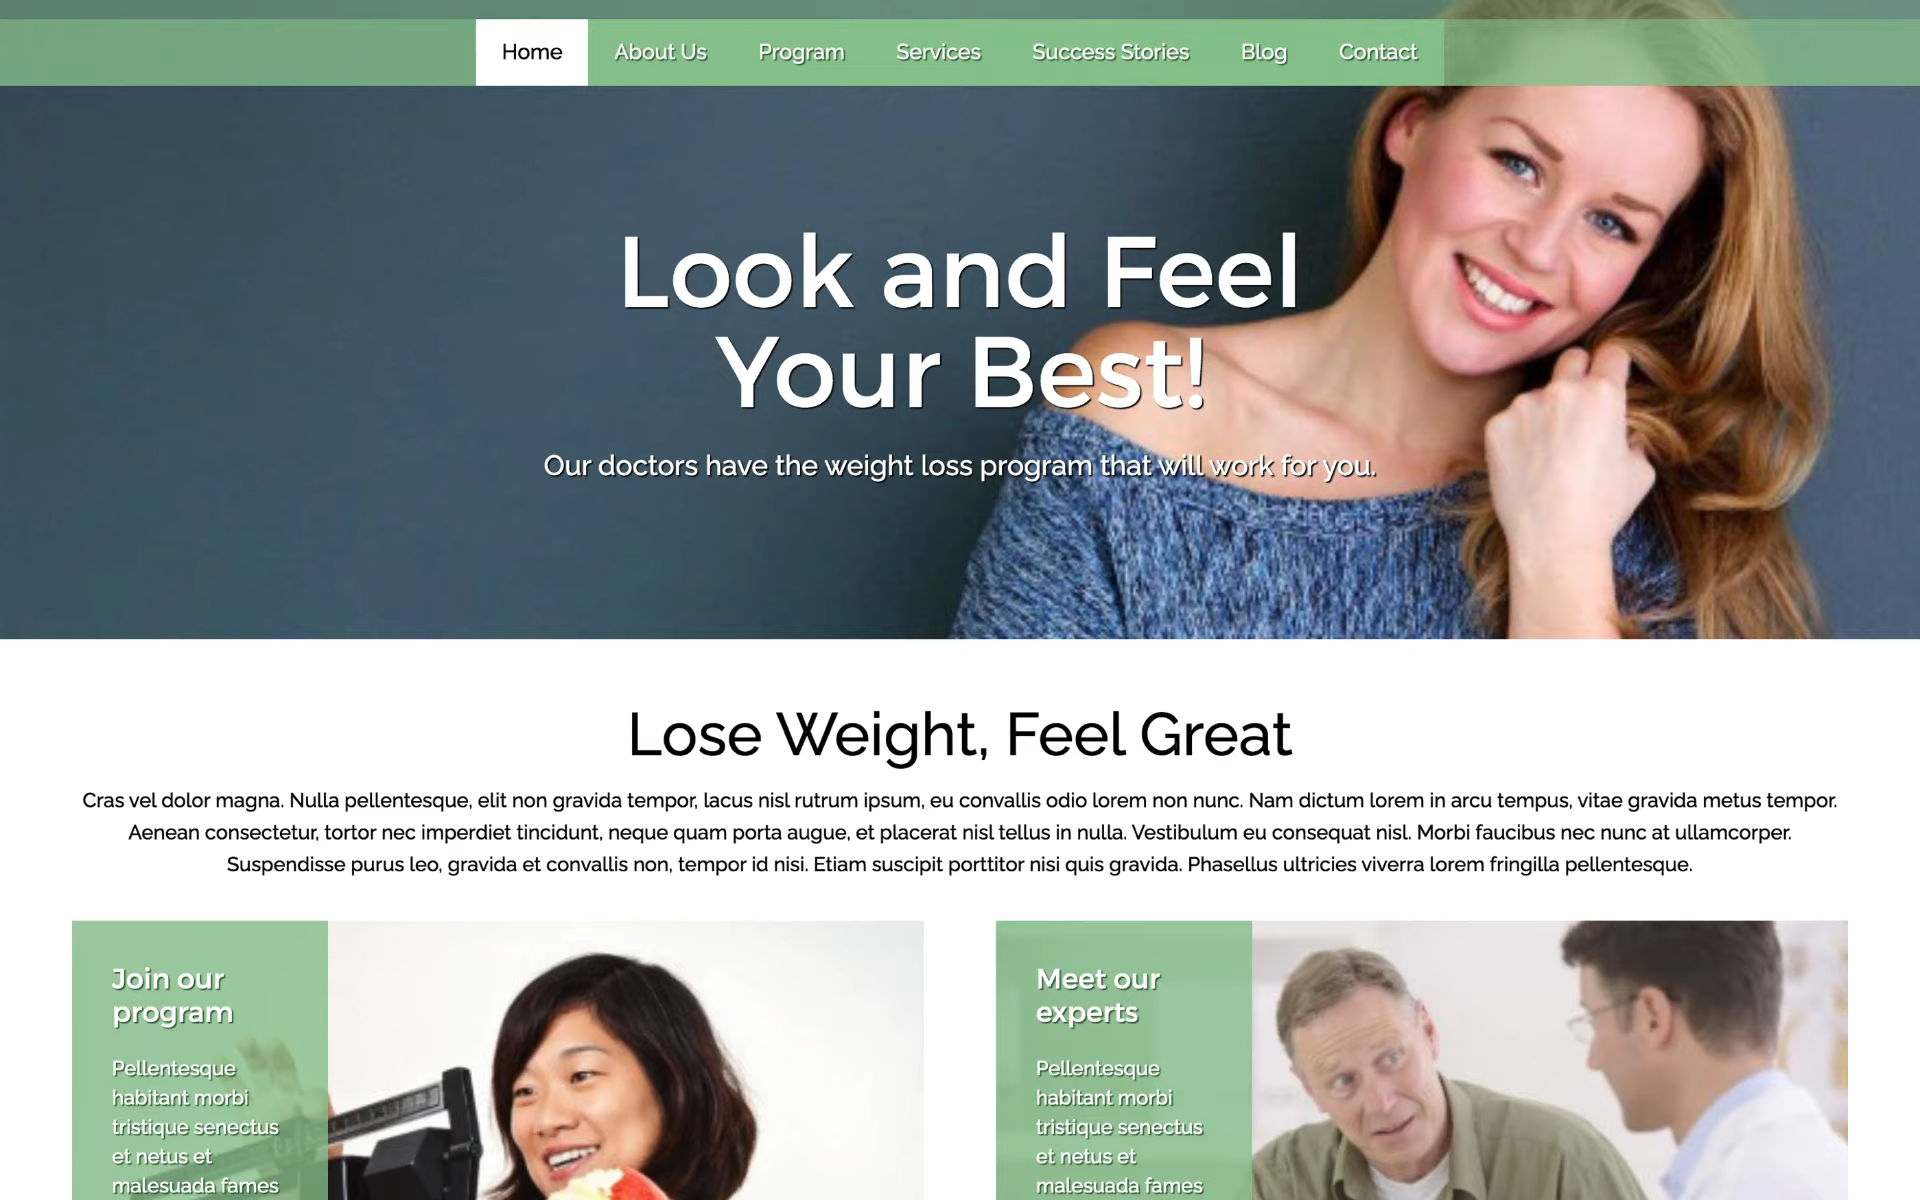 Home About Us Program Services Success Stories Blog Contact
Look and Feel
Your Best!
Our doctors have the weight loss program that will work for you.
Lose Weight, Feel Great
Cras vel dolor magna. Nulla pellentesque, elit non gravida tempor, lacus nisl rutrum ipsum, eu convallis odio lorem non nunc. Nam dictum lorem in arcu tempus, vitae gravida metus tempor.
Aenean consectetur, tortor nec imperdiet tincidunt, neque quam porta augue, et placerat nisl tellus in nulla. Vestibulum eu consequat nisl. Morbi faucibus nec nunc at ullamcorper.
Suspendisse purus leo, gravida et convallis non, tempor id nisi. Etiam suscipit porttitor nisi quis gravida. Phasellus ultricies viverra lorem fringilla pellentesque.
Join our
program
Pellentesque
habitant morbi
tristique senectus
et netus et
malesuada fames
Meet our
experts
Pellentesque
habitant morbi
tristique senectus
et netus et
malesuada fames